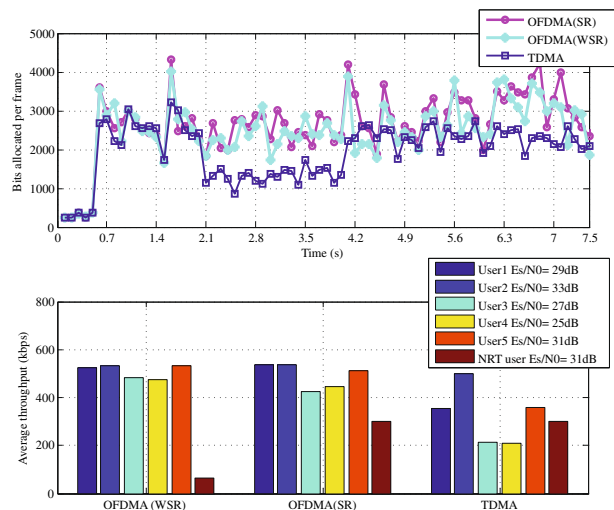 OFDMA(SR)
OFDMA(WSR)
TDMA
5000
4000
3000
2000
1000
0
Bits allocated per frame
0 0.7 1.4 2.1 2.8 3.5 4.2 4.9 5.6 6.3 7 7.5
Time (s)
User1 Es/N0= 29dB
User2 Es/N0= 33dB
User3 Es/N0= 27dB
User4 Es/N0= 25dB
User5 Es/N0= 31dB
NRT user Es/N0= 31dB
800
600
400
200
0
Average throughput (kbps)
OFDMA (WSR) OFDMA(SR) TDMA